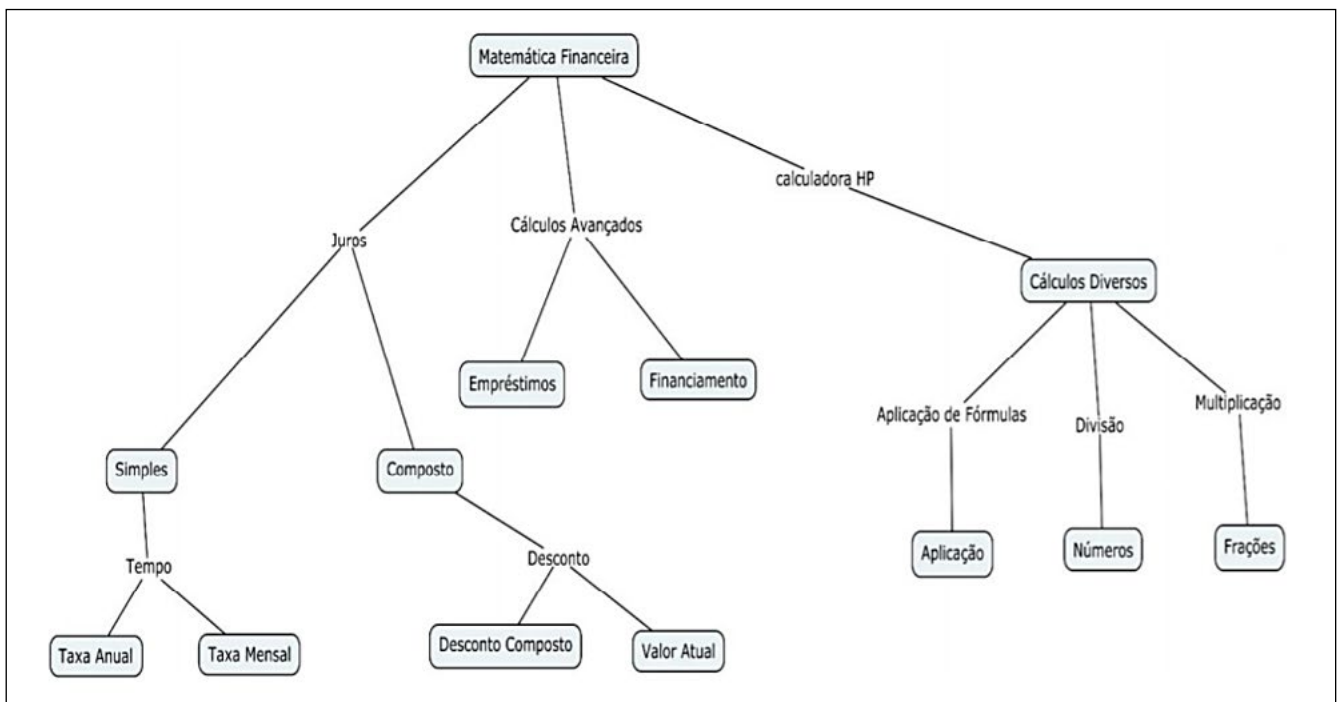 Matemática Financeira
calculadora HP
Cálculos Avançados
Juros
Cálculos Diversos
Empréstimos
Financiamento
Aplicação de Fórmulas
Divisão
Multiplicação
Simples
Composto
Aplicação
Números
Frações
Tempo
Desconto
Taxa Anual
Taxa Mensal
Desconto Composto
Valor Atual